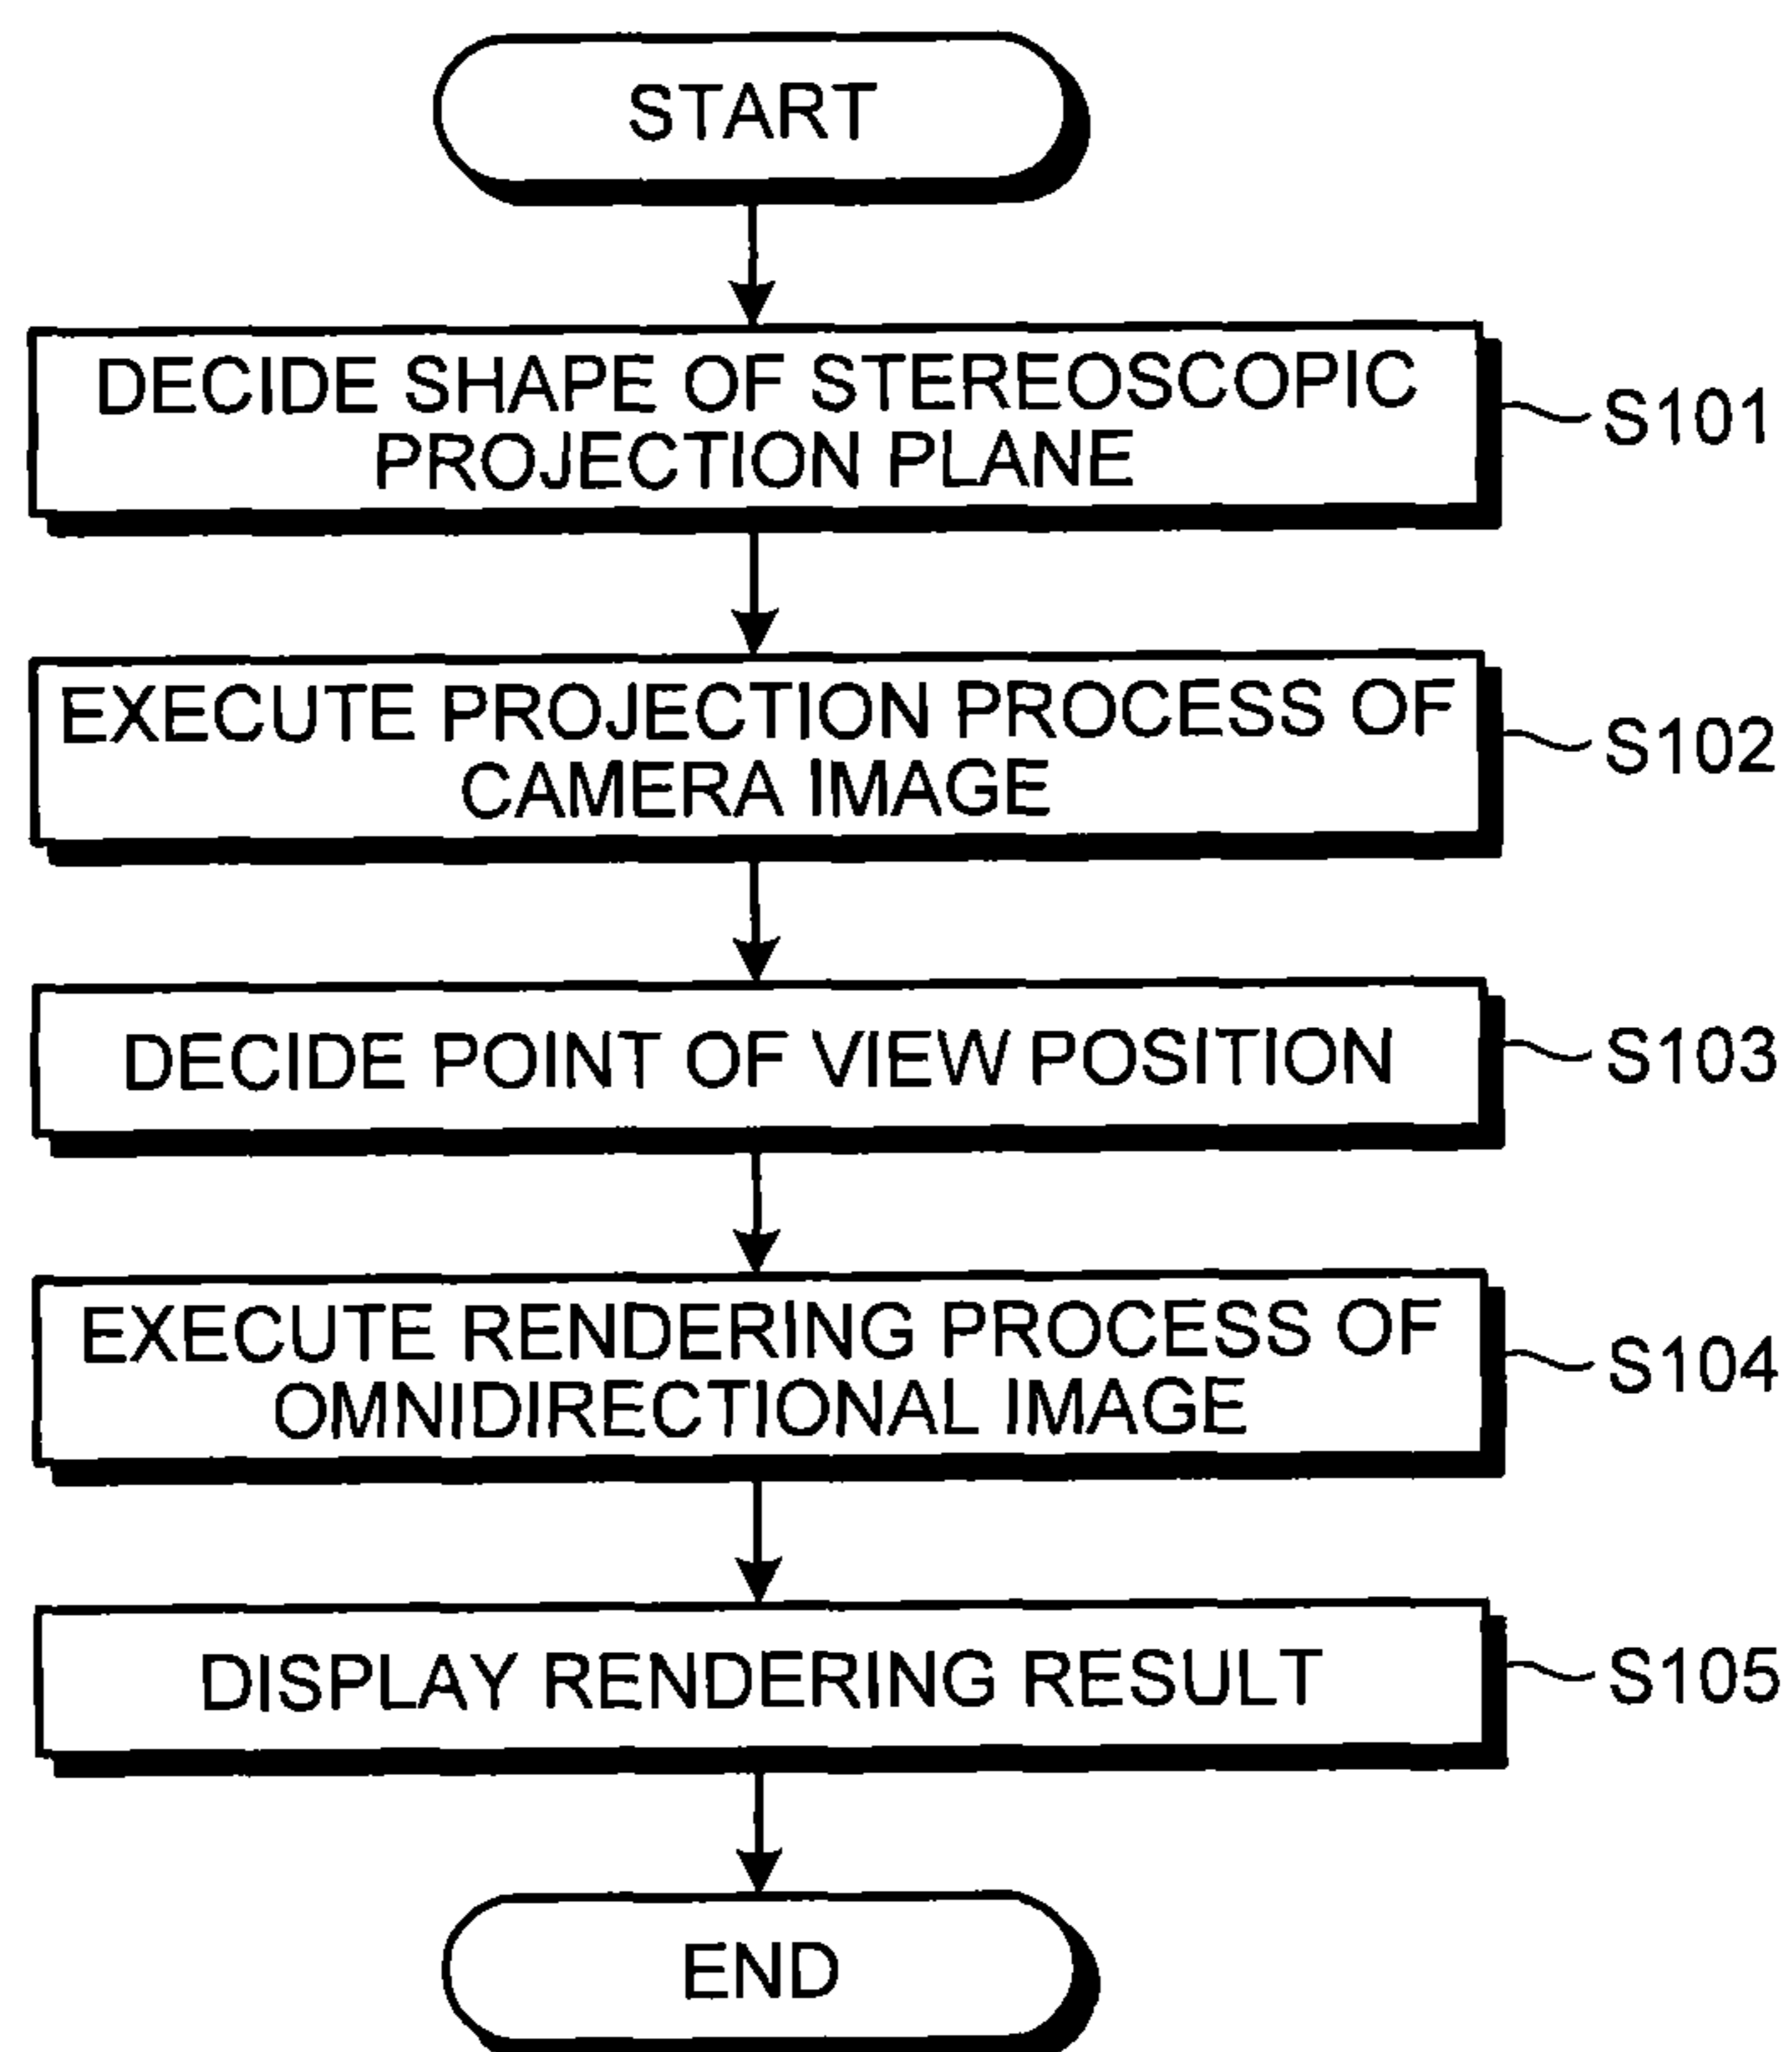 START
DECIDE SHAPE OF STEREOSCOPIC
PROJECTION PLANE
S101
EXECUTE PROJECTION PROCESS OF
CAMERA IMAGE
S102
DECIDE POINT OF VIEW POSITION
S103
EXECUTE RENDERING PROCESS OF
OMNIDIRECTIONAL IMAGE
S104
DISPLAY RENDERING RESULT
S105
END